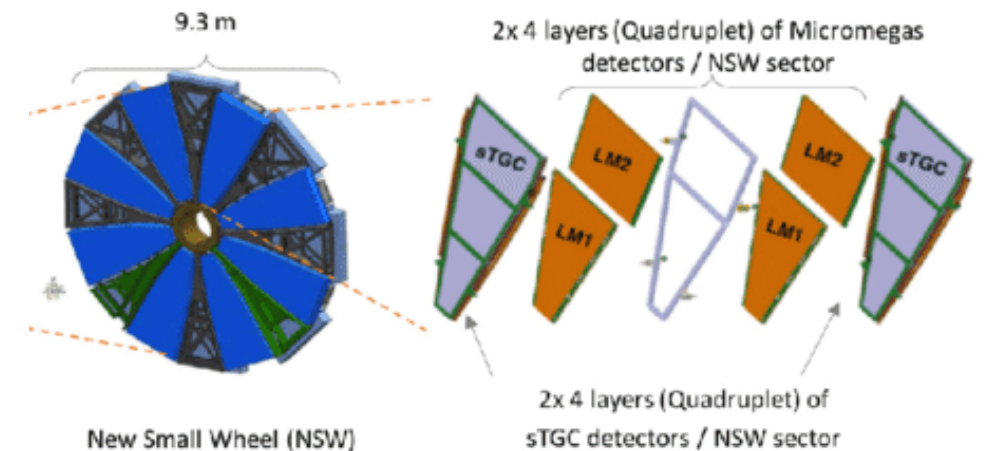 9.3 m
2x 4 layers (Quadruplet) of Micromegas
detectors / NSW sector
sTGC
LM2
LM1
LM2
LM1
sTGC
2x 4 layers (Quadruplet) of
sTGC detectors / NSW sector
New Small Wheel (NSW)